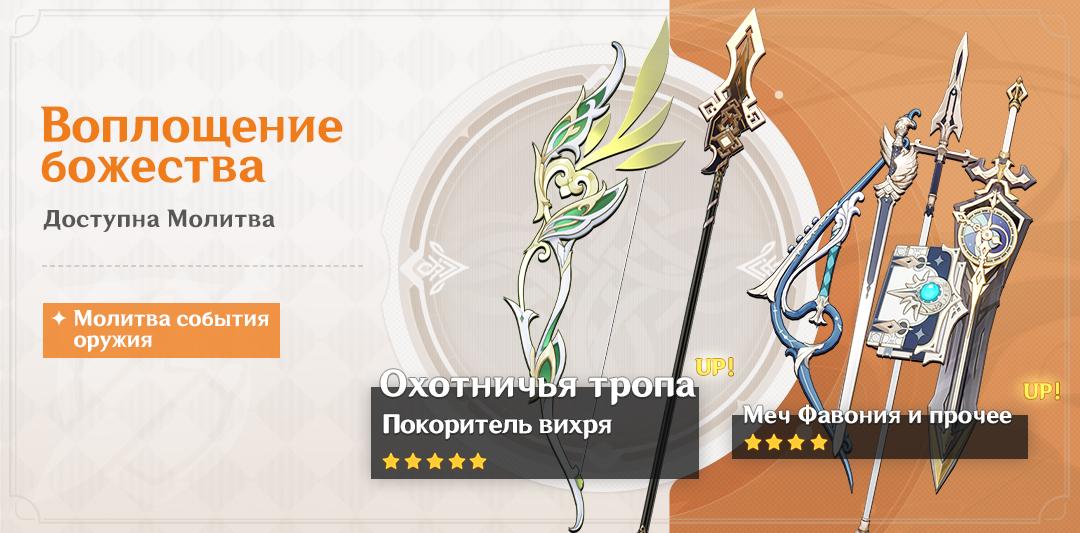 Воплощение
божества
Доступна Молитва
✦ Молитва события
оружия
Охотничья тропа
UP!
Покоритель вихря
Меч Фавония и прочее
UP!